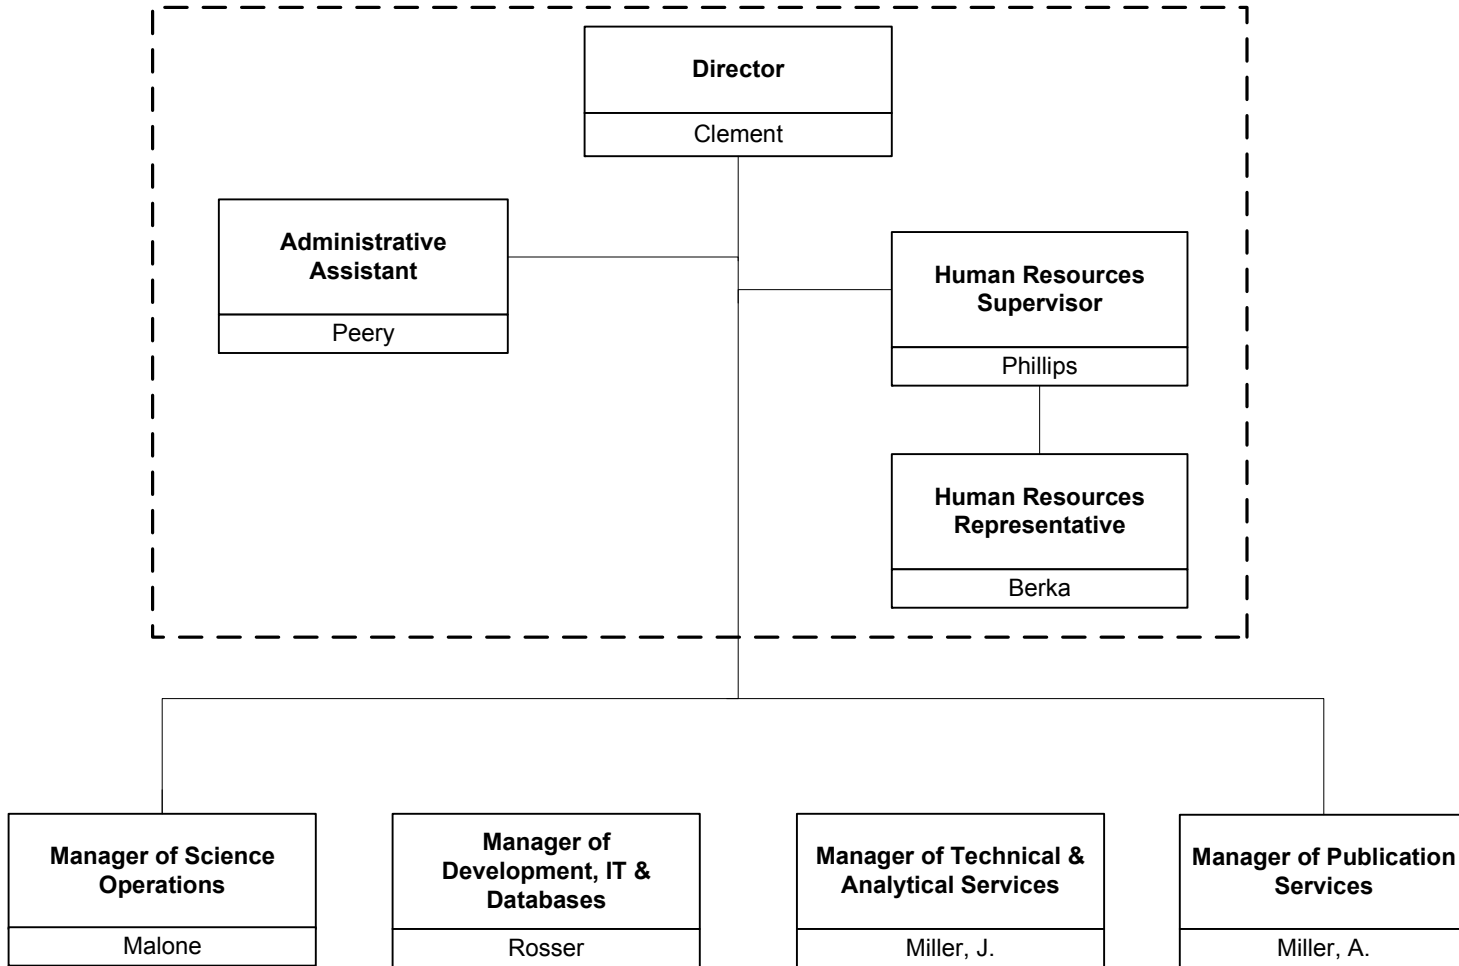 Director
Clement
Administrative
Assistant
Peery
Human Resources
Supervisor
Phillips
Human Resources
Representative
Berka
Manager of Science
Operations
Malone
Manager of
Development, IT &
Databases
Rosser
Manager of Technical &
Analytical Services
Miller, J.
Manager of Publication
Services
Miller, A.